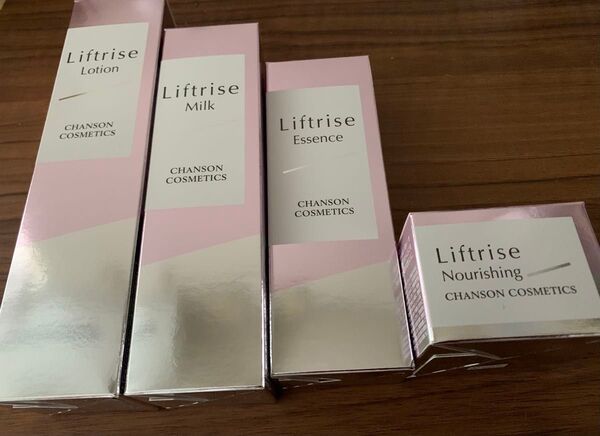 Liftrise
Lotion
CHANSON
COSMETICS
Liftrise
Milk
CHANSON
COSMETICS
Liftrise
Essence
CHANSON
COSMETICS
Liftrise
Nourishing
CHANSON COSMETICS